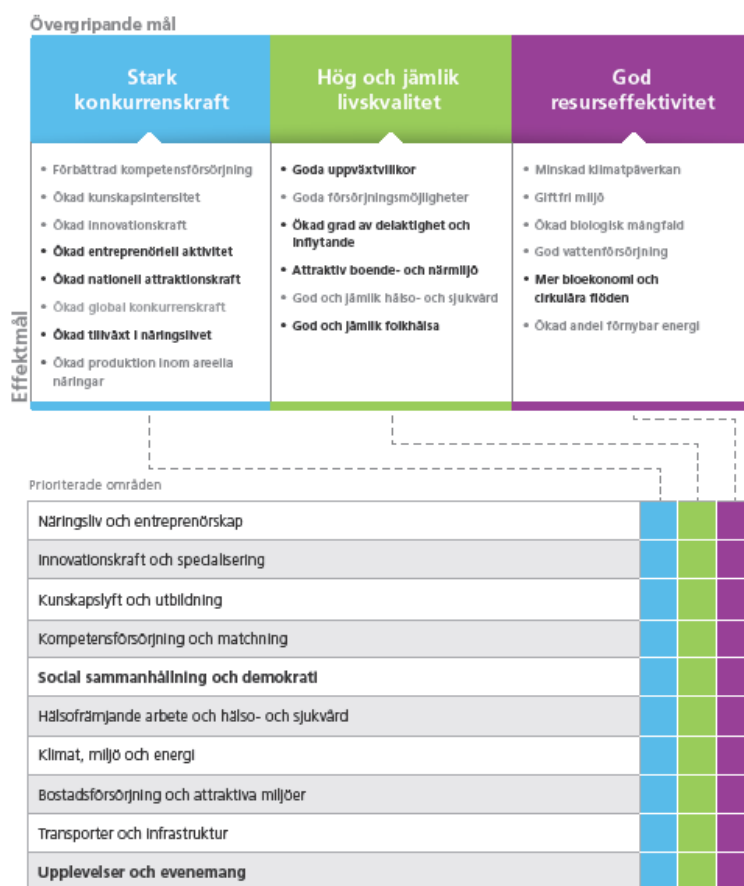 Övergripande mål
Stark
konkurrenskraft
Hög och jämlik
livskvalitet
God
resurseffektivitet
Effektmål
• Förbättrad kompetensförsörjning
• Ökad kunskapsintensitet
• Ökad innovationskraft
• Ökad entreprenöriell aktivitet
• Ökad nationell attraktionskraft
• Ökad global konkurrenskraft
• Ökad tillväxt i näringslivet
• Ökad produktion inom areella
näringar
• Goda uppväxtvillkor
• Goda försörjningsmöjligheter
• Ökad grad av delaktighet och
inflytande
• Attraktiv boende- och närmiljö
• God och jämlik hälso- och sjukvård
• God och jämlik folkhälsa
• Minskad klimatpåverkan
• Giftfri miljö
• Ökad biologisk mångfald
• God vattenförsörjning
• Mer bioekonomi och
cirkulära flöden
• Ökad andel förnybar energi
Prioriterade områden
Näringsliv och entreprenörskap
Innovationskraft och specialisering
Kunskapslyft och utbildning
Kompetensförsörjning och matchning
Social sammanhållning och demokrati
Hälsofrämjande arbete och hälso- och sjukvård
Klimat, miljö och energi
Bostadsförsörjning och attraktiva miljöer
Transporter och infrastruktur
Upplevelser och evenemang